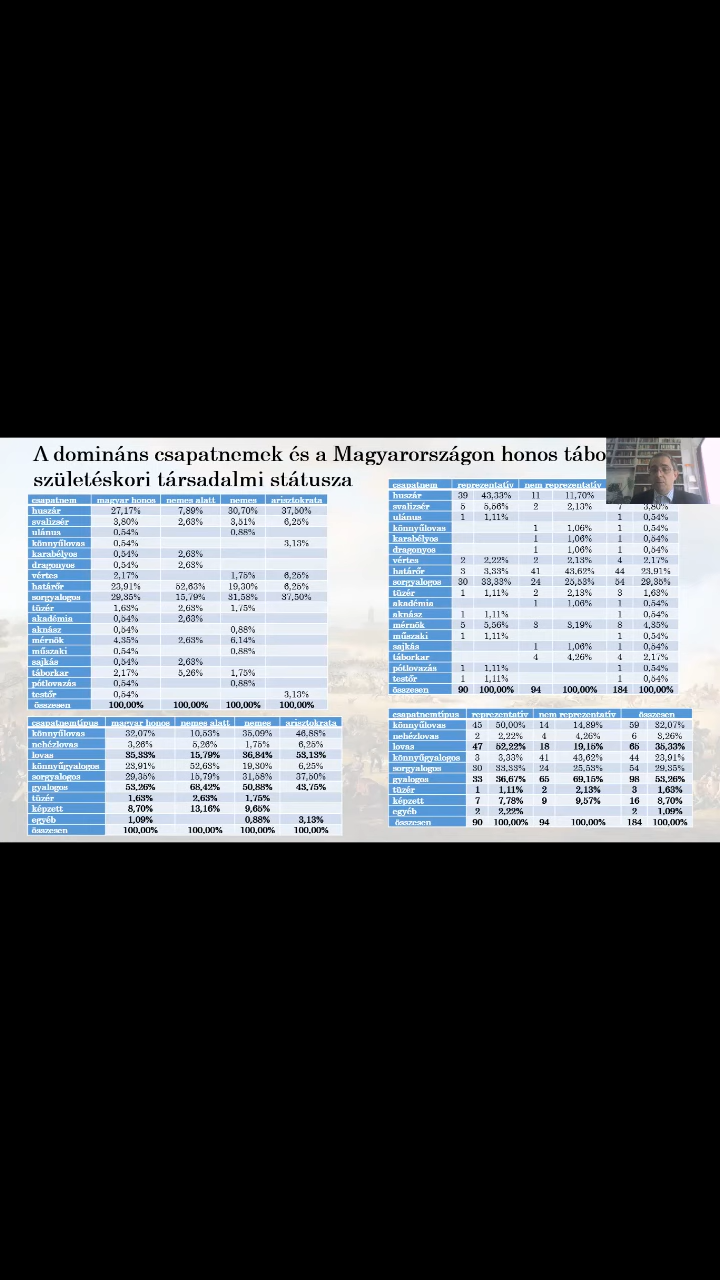 A domináns csapatnemek és a Magyarországon honos tábo
születéskori társadalmi státusza
csapatnem magyar honos nemes alatt nemes arisztokrata
huszár 27,17% 7,89% 30,70% 37,50%
svalizsér 3,80% 2,63% 3,51% 6,25%
ulánus 0,54% 0,88%
könnyűlovas 0,54% 3,13%
karabélyos 0,54% 2,63%
dragonyos 0,54% 2,63%
vértes 2,17% 1,75% 6,25%
határőr 23,91% 52,63% 19,30% 6,25%
sorgyalogos 29,35% 15,79% 31,58% 37,50%
tüzér 1,63% 2,63% 1,75%
akadémia 0,54% 2,63%
aknász 0,54% 0,88%
mérnök 4,35% 2,63% 6,14%
műszaki 0,54% 0,88%
sajkás 0,54% 2,63%
táborkar 2,17% 5,26% 1,75%
pótlovazás 0,54% 0,88%
testőr 0,54% 3,13%
összesen 100,00% 100,00% 100,00% 100,00%
csapatnemtípus magyar honos nemes alatt nemes arisztokrata
könnyűlovas 32,07% 10,53% 35,09% 46,88%
nehézlovas 3,26% 5,26% 1,75% 6,25%
lovas 35,33% 15,79% 36,84% 53,13%
könnyűgyalogos 23,91% 52,63% 19,30% 6,25%
sorgyalogos 29,35% 15,79% 31,58% 37,50%
gyalogos 53,26% 68,42% 50,88% 43,75%
tüzér 1,63% 2,63% 1,75%
képzett 8,70% 13,16% 9,65%
egyéb 1,09% 0,88% 3,13%
összesen 100,00% 100,00% 100,00% 100,00%
csapatnem reprezentatív nem reprezentatív
huszár 39 43,33% 11 11,70%
svalizsér 5 5,56% 2 2,13% 7 3,80%
ulánus 1 1,11% 1 0,54%
könnyűlovas 1 1,06% 1 0,54%
karabélyos 1 1,06% 1 0,54%
dragonyos 1 1,06% 1 0,54%
vértes 2 2,22% 2 2,13% 4 2,17%
határőr 3 3,33% 41 43,62% 44 23,91%
sorgyalogos 30 33,33% 24 25,53% 54 29,35%
tüzér 1 1,11% 2 2,13% 3 1,63%
akadémia 1 1,06% 1 0,54%
aknász 1 1,11% 1 0,54%
mérnök 5 5,56% 3 3,19% 8 4,35%
műszaki 1 1,11% 1 0,54%
sajkás 1 1,06% 1 0,54%
táborkar 4 4,26% 4 2,17%
pótlovazás 1 1,11% 1 0,54%
testőr 1 1,11% 1 0,54%
összesen 90 100,00% 94 100,00% 184 100,00%
csapatnemtípus reprezentatív nem reprezentatív összesen
könnyűlovas 45 50,00% 14 14,89% 59 32,07%
nehézlovas 2 2,22% 4 4,26% 6 3,26%
lovas 47 52,22% 18 19,15% 65 35,33%
könnyűgyalogos 3 3,33% 41 43,62% 44 23,91%
sorgyalogos 30 33,33% 24 25,53% 54 29,35%
gyalogos 33 36,67% 65 69,15% 98 53,26%
tüzér 1 1,11% 2 2,13% 3 1,63%
képzett 7 7,78% 9 9,57% 16 8,70%
egyéb 2 2,22% 2 1,09%
összesen 90 100,00% 94 100,00% 184 100,00%